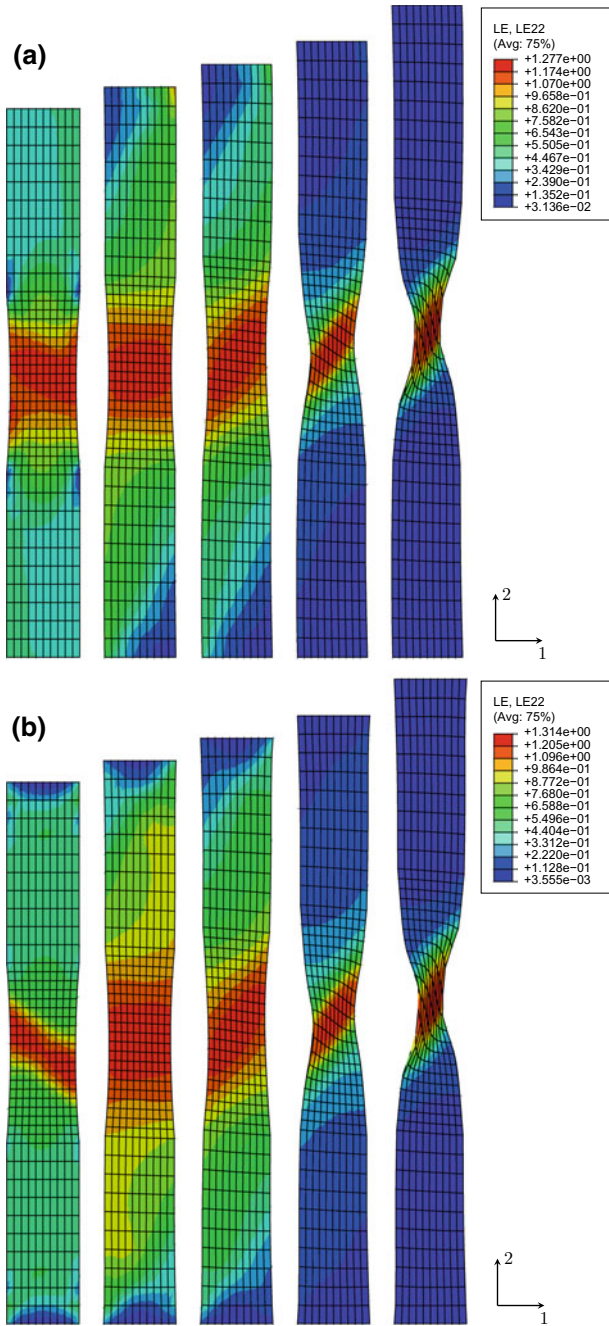 (a)
LE, LE22
(Avg: 75%)
+1.277e+00
+1.174e+00
+1.070e+00
+9.658e−01
+8.620e−01
+7.582e−01
+6.543e−01
+5.505e−01
+4.467e−01
+3.429e−01
+2.390e−01
+1.352e−01
+3.136e−02
2
1
(b)
LE, LE22
(Avg: 75%)
+1.314e+00
+1.205e+00
+1.096e+00
+9.864e−01
+8.772e−01
+7.680e−01
+6.588e−01
+5.496e−01
+4.404e−01
+3.312e−01
+2.220e−01
+1.128e−01
+3.555e−03
2
1